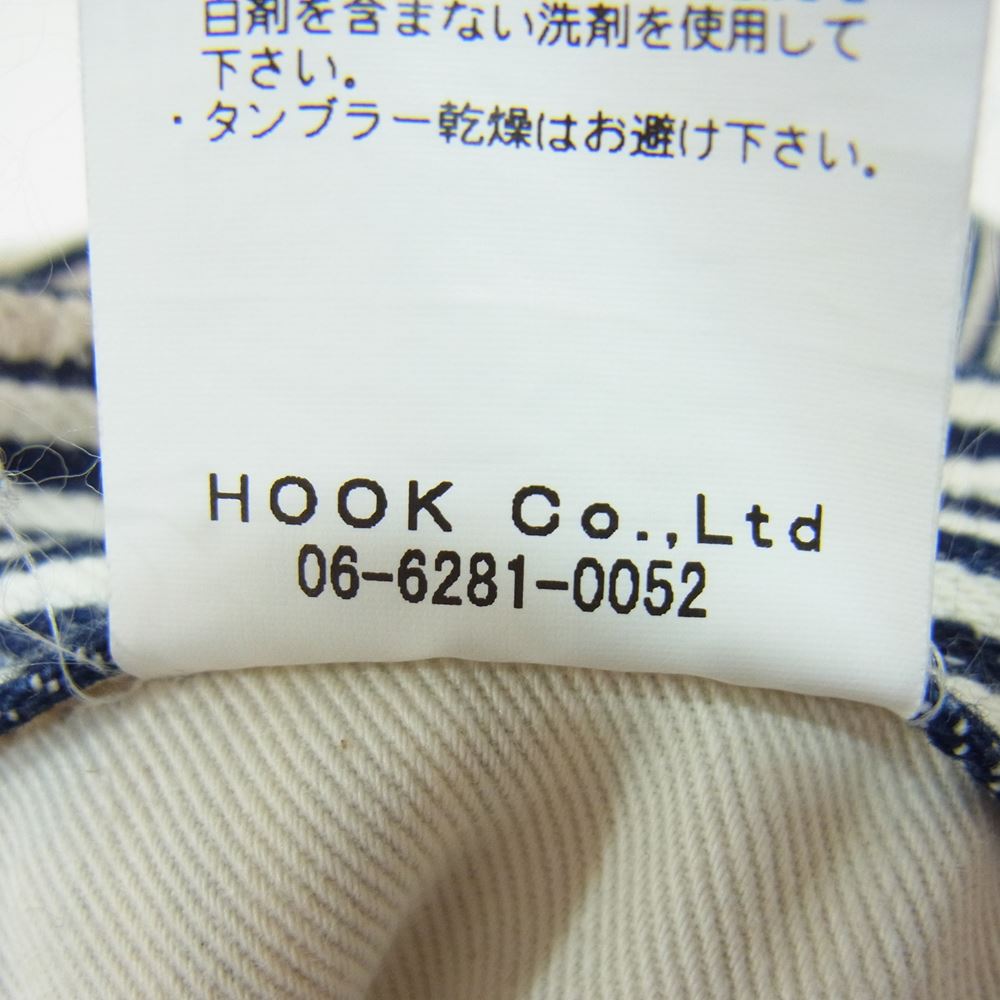 白剤を含まない洗剤を使用して
下さい。
・タンブラー乾燥はお避け下さい。
HOOK Co.,Ltd
06-6281-0052